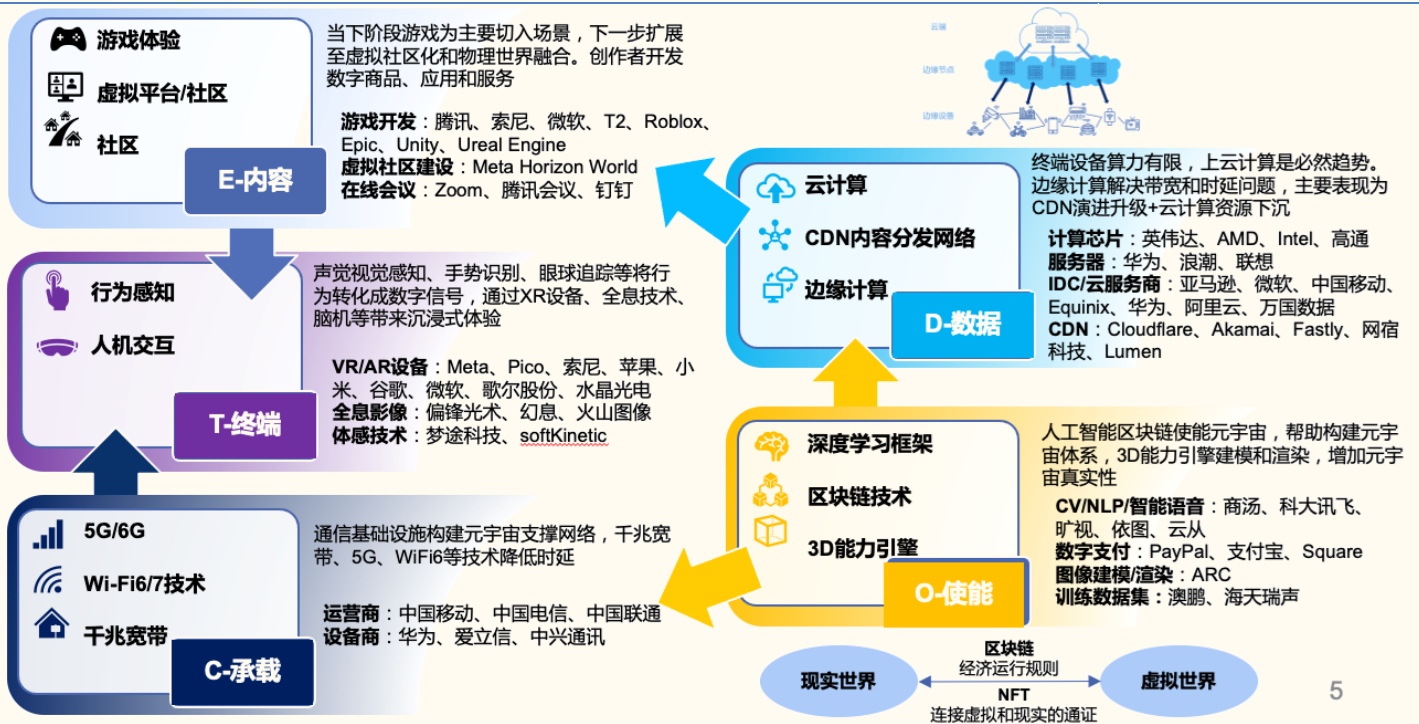 游戏体验
虚拟平台/社区
社区
E-内容
当下阶段游戏为主要切入场景，下一步扩展
至虚拟社区化和物理世界融合。创作者开发
数字商品、应用和服务
游戏开发：腾讯、索尼、微软、T2、Roblox、
Epic、Unity、Ureal Engine
虚拟社区建设：Meta Horizon World
在线会议：Zoom、腾讯会议、钉钉
云端
边缘节点
边缘设备
云计算
CDN内容分发网络
边缘计算
D-数据
终端设备算力有限，上云计算是必然趋势。
边缘计算解决带宽和时延问题，主要表现为
CDN演进升级+云计算资源下沉
计算芯片：英伟达、AMD、Intel、高通
服务器：华为、浪潮、联想
IDC/云服务商：亚马逊、微软、中国移动、
Equinix、华为、阿里云、万国数据
CDN：Cloudflare、Akamai、Fastly、网宿
科技、Lumen
行为感知
人机交互
T-终端
声觉视觉感知、手势识别、眼球追踪等将行
为转化成数字信号，通过XR设备、全息技术、
脑机等带来沉浸式体验
VR/AR设备：Meta、Pico、索尼、苹果、小
米、谷歌、微软、歌尔股份、水晶光电
全息影像：偏锋光术、幻息、火山图像
体感技术：梦途科技、softKinetic
深度学习框架
区块链技术
3D能力引擎
O-使能
人工智能区块链使能元宇宙，帮助构建元宇
宙体系，3D能力引擎建模和渲染，增加元宇
宙真实性
CV/NLP/智能语音：商汤、科大讯飞、
旷视、依图、云从
数字支付：PayPal、支付宝、Square
图像建模/渲染：ARC
训练数据集：澳鹏、海天瑞声
5G/6G
Wi-Fi6/7技术
千兆宽带
C-承载
通信基础设施构建元宇宙支撑网络，千兆宽
带、5G、WiFi6等技术降低时延
运营商：中国移动、中国电信、中国联通
设备商：华为、爱立信、中兴通讯
现实世界
区块链
经济运行规则
NFT
连接虚拟和现实的通证
虚拟世界
5